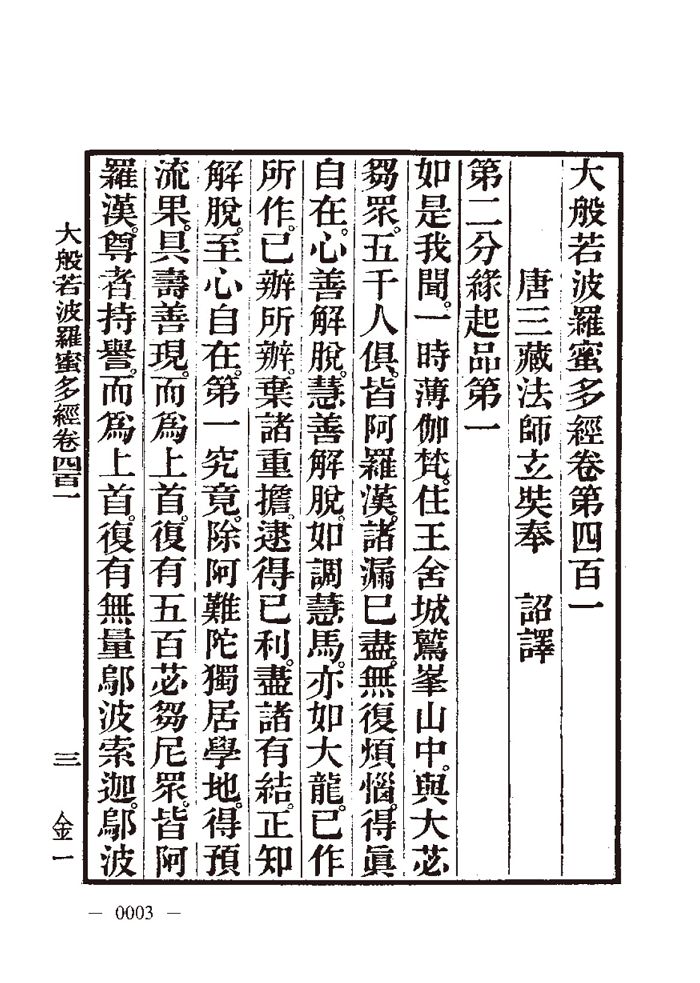 大般若波羅蜜多經卷第四百一
唐三藏法師玄奘奉　詔譯
第二分緣起品第一
如是我聞。一時薄伽梵。住王舍城鷲峯山中。與大苾
芻眾。五千人俱。皆阿羅漢。諸漏已盡。無復煩惱。得眞
自在。心善解脫。慧善解脫。如調慧馬。亦如大龍。已作
所作。已辦所辦。棄諸重擔。逮得己利。盡諸有結。正知
解脫。至心自在。第一究竟。除阿難陀獨居學地。得預
流果。具壽善現。而爲上首。復有五百苾芻尼眾。皆阿
羅漢。尊者持譽。而爲上首。復有無量鄔波索迦。鄔波
大般若波羅蜜多經卷四百一
三
金一
— 0003 —